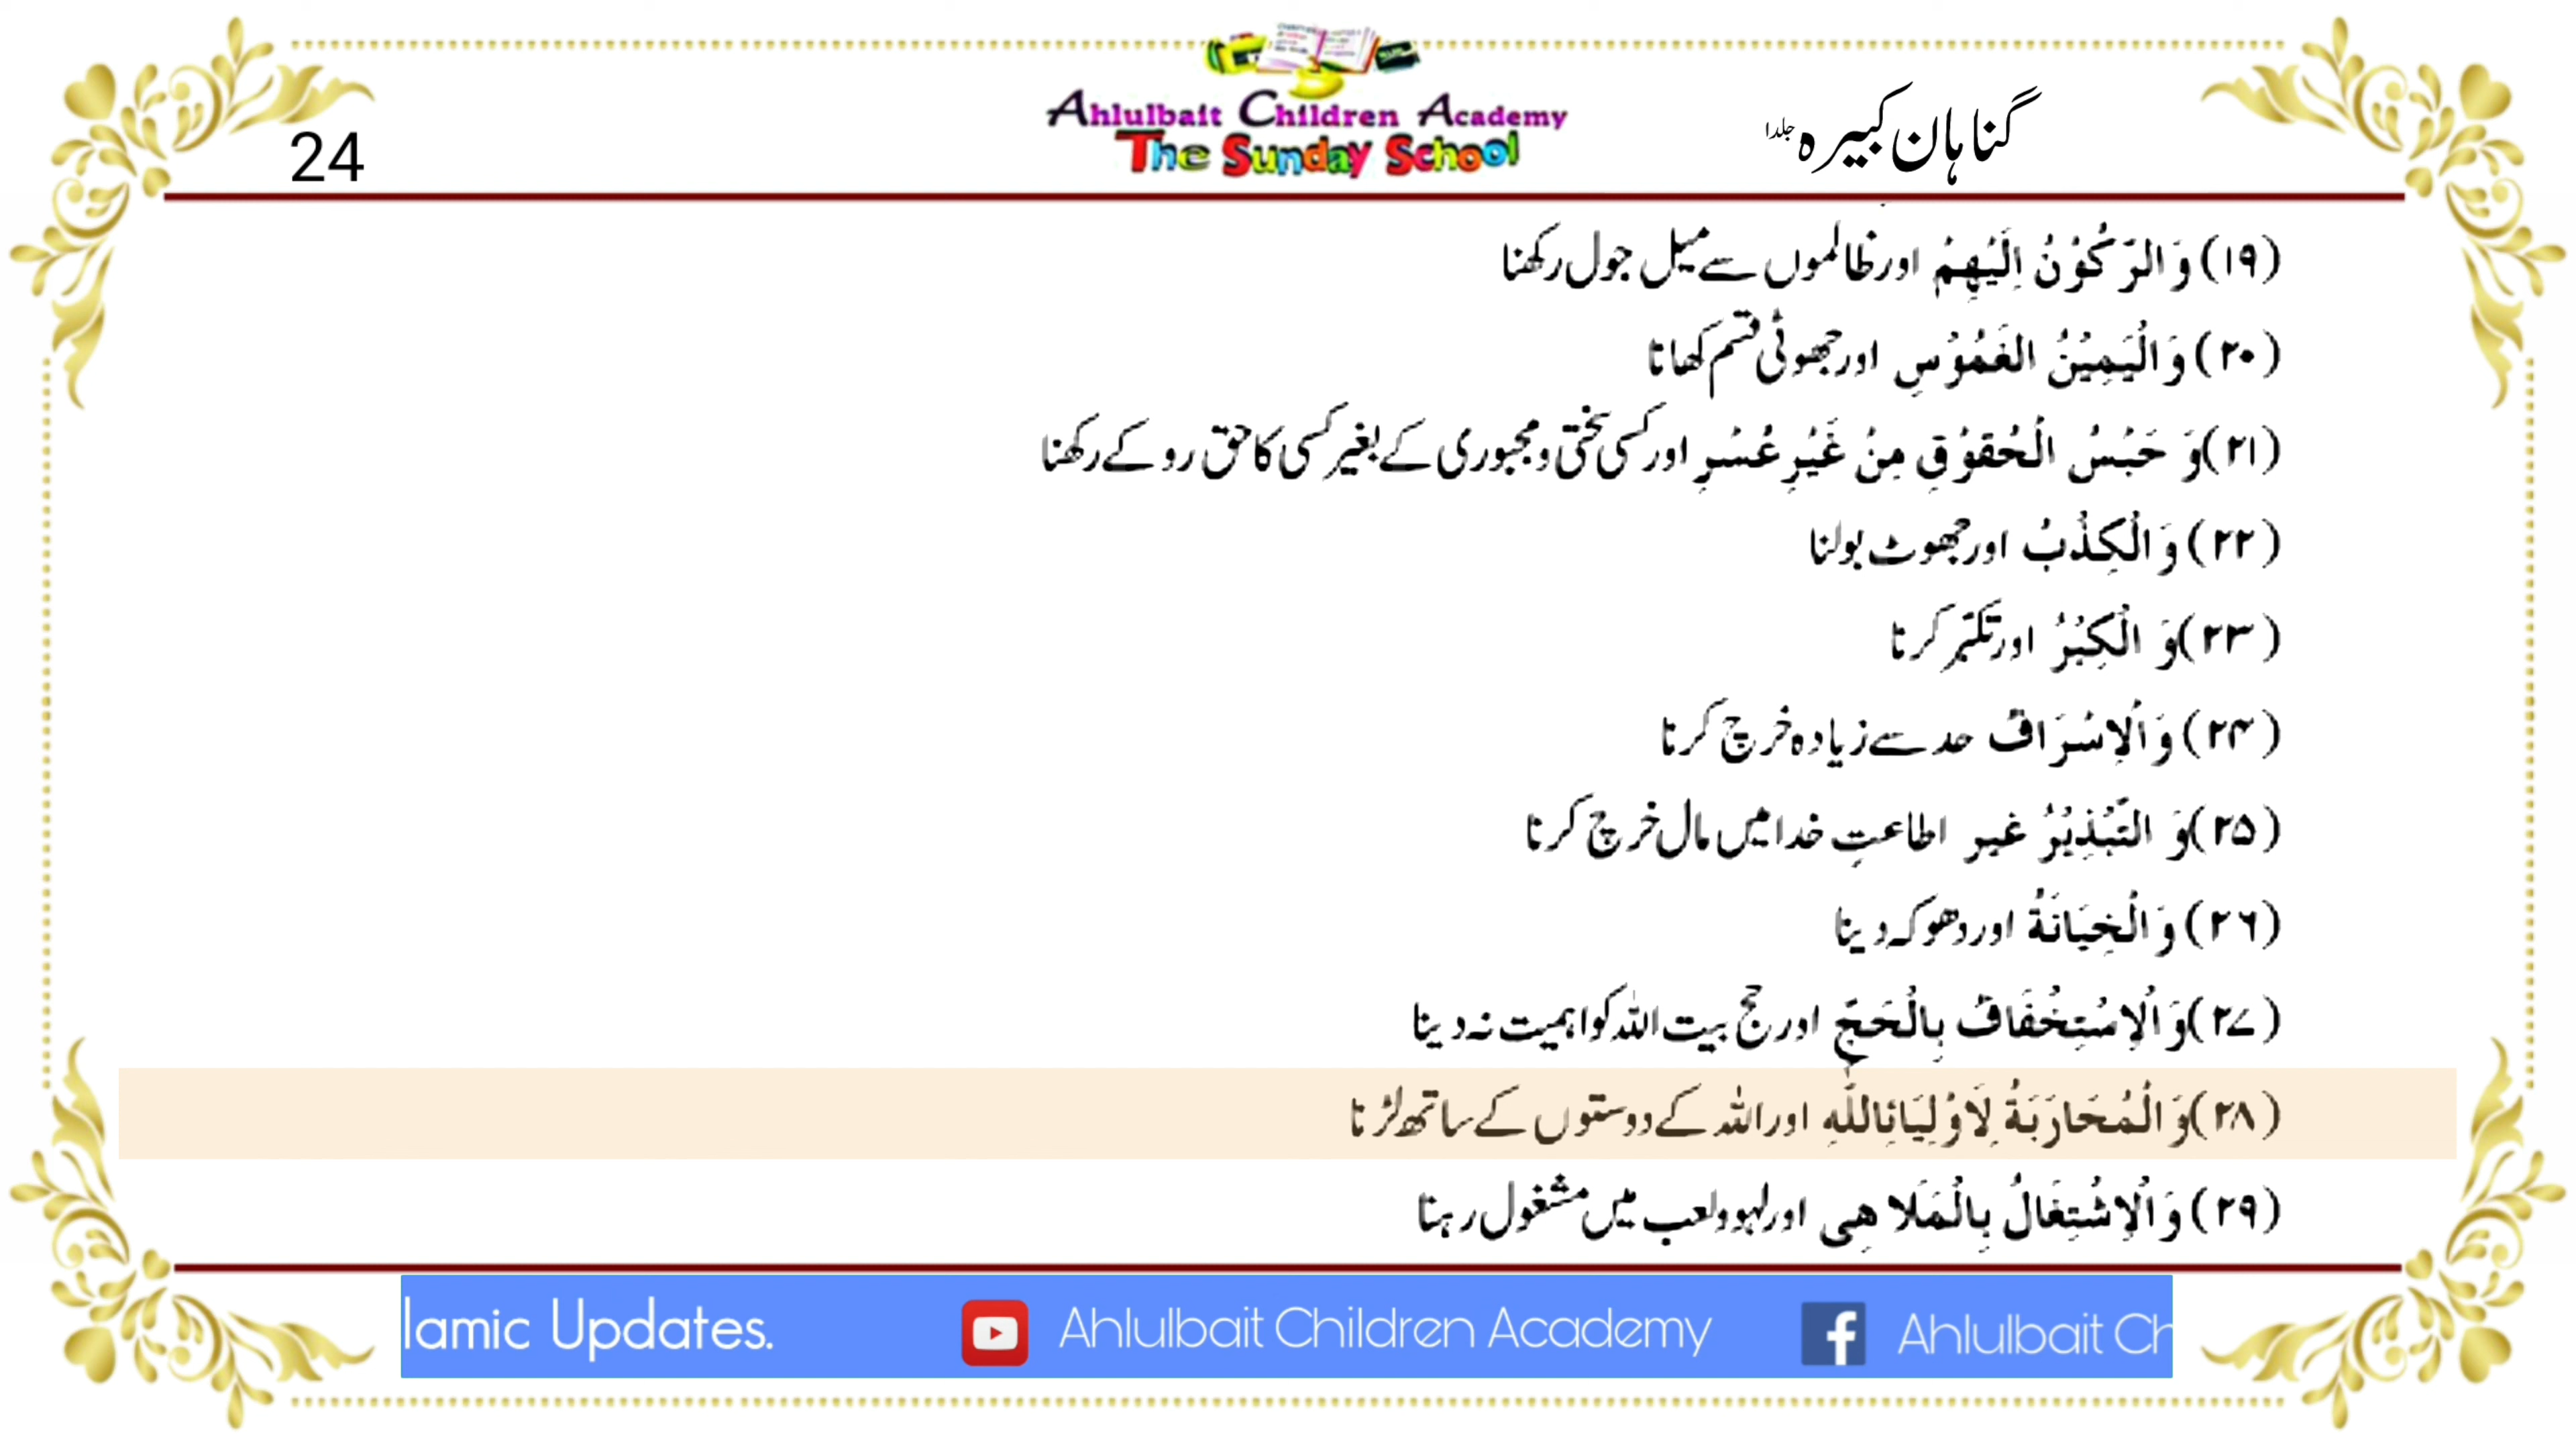 Ahlulbait Children Academy
The Sunday School
گناہان کبیرہ جلد۱
24
(۱۹) وَالرَّكُوْنُ اِلَيْهِمْ اور ظالموں سے میل جول رکھنا
(۲۰) وَالْيَمِيْنُ الغَمُوْسِ اور جھوٹی قسم کھانا
(۲۱) وَ حَبْسُ الْحُقُوْقِ مِنْ غَيْرِ عُسْرٍ اور کسی سختی و مجبوری کے بغیر کسی کا حق روکے رکھنا
(۲۲) وَالْكِذْبُ اور جھوٹ بولنا
(۲۳) وَ الْكِبْرُ اور تکبّر کرنا
(۲۴) وَالْاِسْرَافُ حد سے زیادہ خرچ کرنا
(۲۵) وَ التَّبْذِيْرُ غیر اطاعتِ خدا میں مال خرچ کرنا
(۲۶) وَالْخِيَانَةُ اور دھوکہ دینا
(۲۷) وَالْاِسْتِخْفَافُ بِالْحَجِّ اور حج بیت اللہ کو اہمیت نہ دینا
(۲۸) وَ الْمُحَارَبَةُ لِاَوْلِيَائِاللّٰهِ اور اللہ کے دوستوں کے ساتھ لڑنا
(۲۹) وَالْاِشْتِغَالُ بِالْمَلَاهِى اور لہو ولعب میں مشغول رہنا
lamic Updates. Ahlulbait Children Academy Ahlulbait Ch